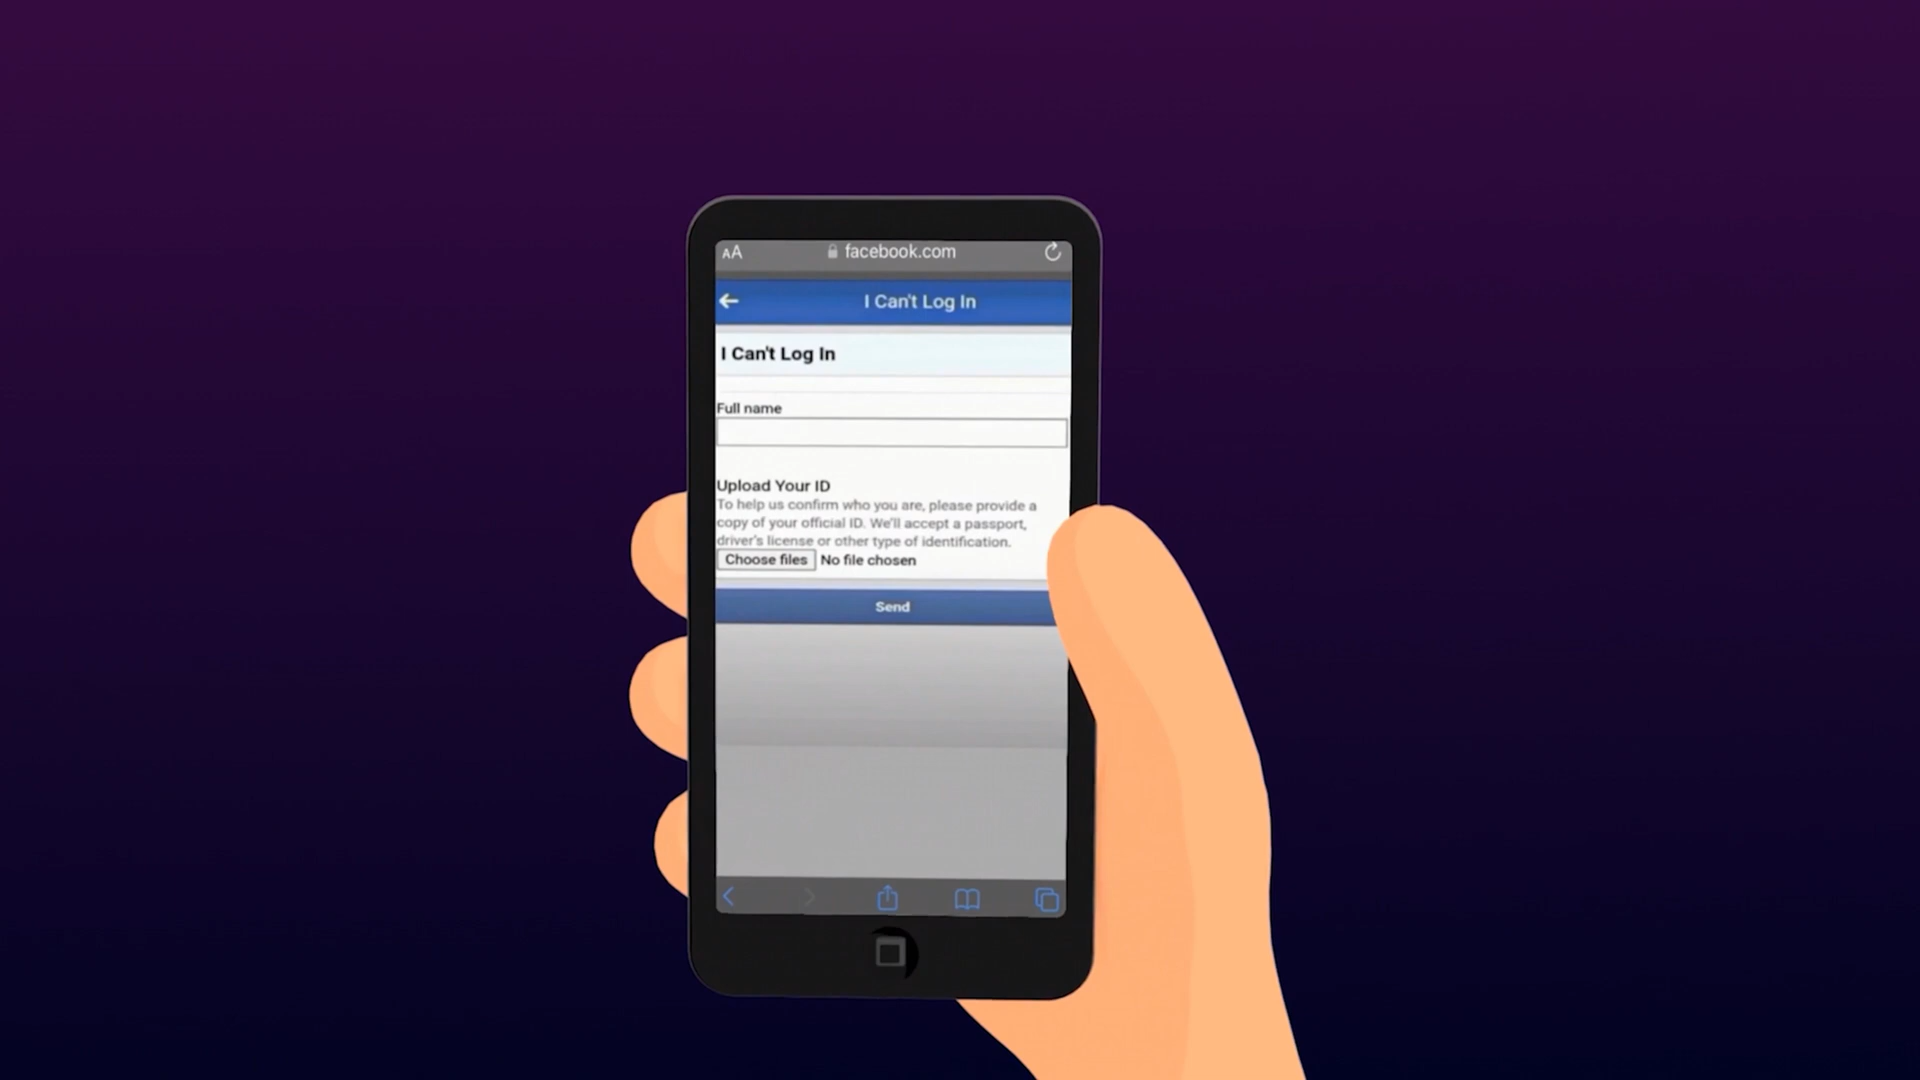 AA facebook.com
I Can't Log In
I Can't Log In
Full name
Upload Your ID
To help us confirm who you are, please provide a
copy of your official ID. We'll accept a passport,
driver's license or other type of identification.
Choose files No file chosen
Send